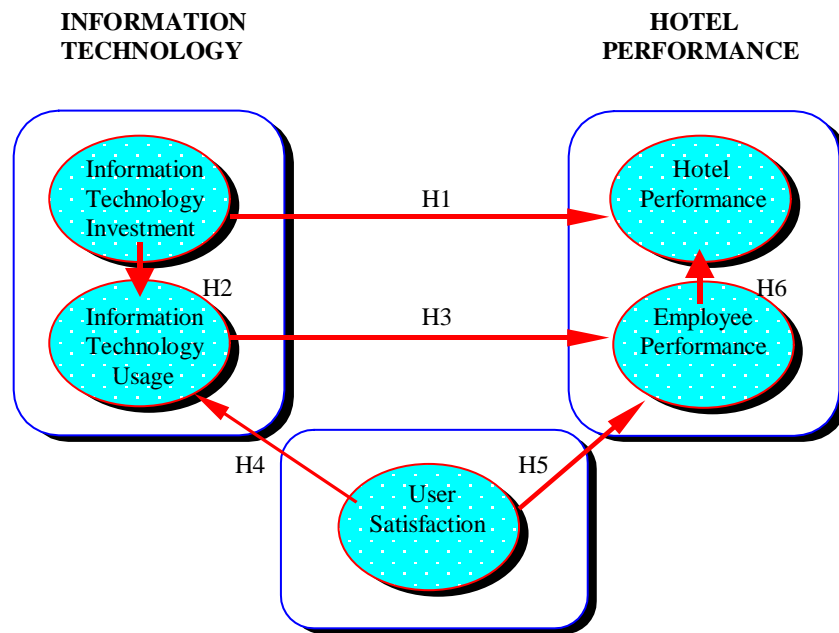 INFORMATION
TECHNOLOGY
HOTEL
PERFORMANCE
Information
Technology
Investment
H1
Hotel
Performance
H2
Information
Technology
Usage
H3
H6
Employee
Performance
H4
H5
User
Satisfaction